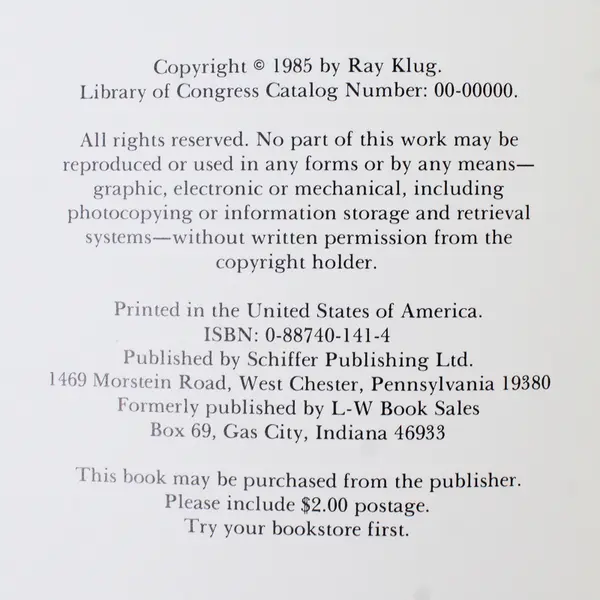 Copyright © 1985 by Ray Klug.
Library of Congress Catalog Number: 00-00000.
All rights reserved. No part of this work may be
reproduced or used in any forms or by any means—
graphic, electronic or mechanical, including
photocopying or information storage and retrieval
systems—without written permission from the
copyright holder.
Printed in the United States of America.
ISBN: 0-88740-141-4
Published by Schiffer Publishing Ltd.
1469 Morstein Road, West Chester, Pennsylvania 19380
Formerly published by L-W Book Sales
Box 69, Gas City, Indiana 46933
This book may be purchased from the publisher.
Please include $2.00 postage.
Try your bookstore first.